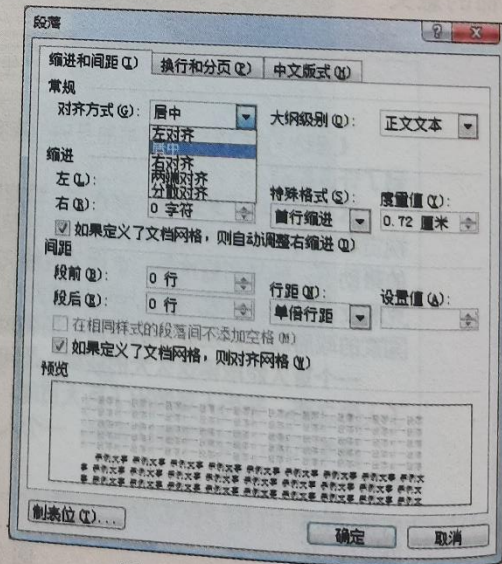 段落
缩进和间距(I) 换行和分页(P) 中文版式(H)
常规
对齐方式(G): 居中 大纲级别(O): 正文文本
左对齐
居中
右对齐
两端对齐
分散对齐
缩进
左(L): 特殊格式(S): 度量值(Y):
右(R): 0 字符 首行缩进 0.72 厘米
如果定义了文档网格，则自动调整右缩进(D)
间距
段前(B): 0 行 行距(N): 设置值(A):
段后(E): 0 行 单倍行距
在相同样式的段落间不添加空格(M)
如果定义了文档网格，则对齐网格(W)
预览
制表位(T)... 确定 取消